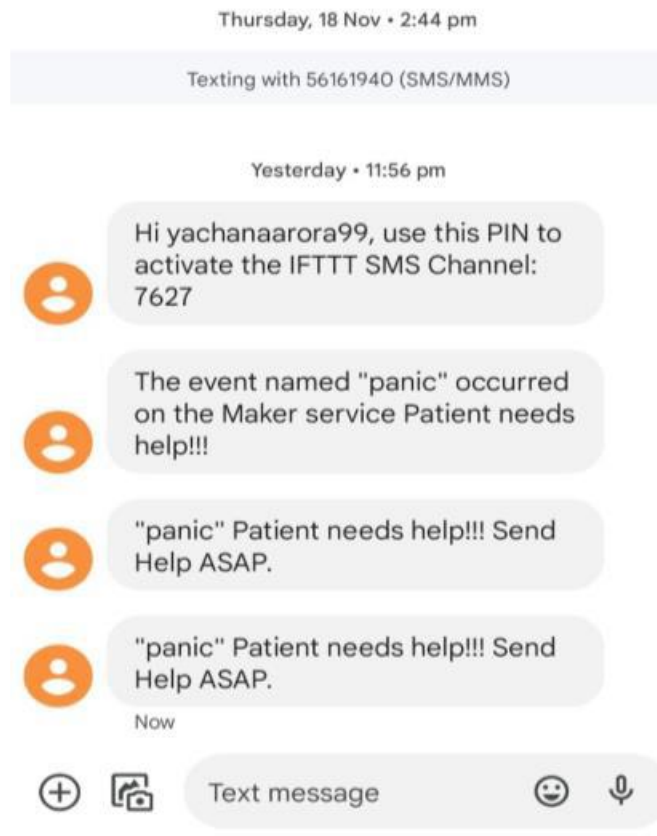 Thursday, 18 Nov • 2:44 pm
Texting with 56161940 (SMS/MMS)
Yesterday • 11:56 pm
Hi yachanaarora99, use this PIN to
activate the IFTTT SMS Channel:
7627
The event named "panic" occurred
on the Maker service Patient needs
help!!!
"panic" Patient needs help!!! Send
Help ASAP.
"panic" Patient needs help!!! Send
Help ASAP.
Now
Text message